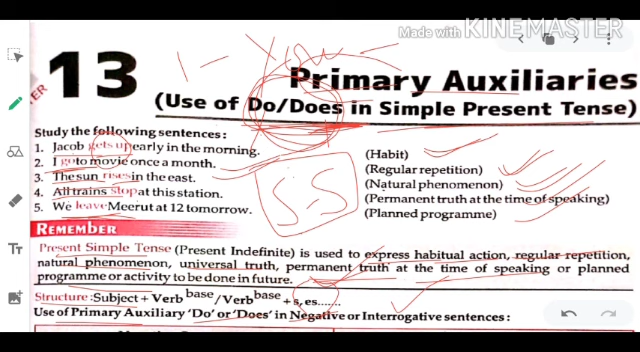 Made with KINEMASTER
ER 13
Primary Auxiliaries
(Use of Do/Does in Simple Present Tense)
Study the following sentences :
1. Jacob gets up early in the morning. (Habit)
2. I go to movie once a month. (Regular repetition)
3. The sun rises in the east. (Natural phenomenon)
4. All trains stop at this station. (Permanent truth at the time of speaking)
5. We leave Meerut at 12 tomorrow. (Planned programme)
S-S
REMEMBER
Present Simple Tense (Present Indefinite) is used to express habitual action, regular repetition,
natural phenomenon, universal truth, permanent truth at the time of speaking or planned
programme or activity to be done in future.
Structure :Subject + Verb base/Verb base + s, es.......
Use of Primary Auxiliary 'Do' or 'Does' in Negative or Interrogative sentences :